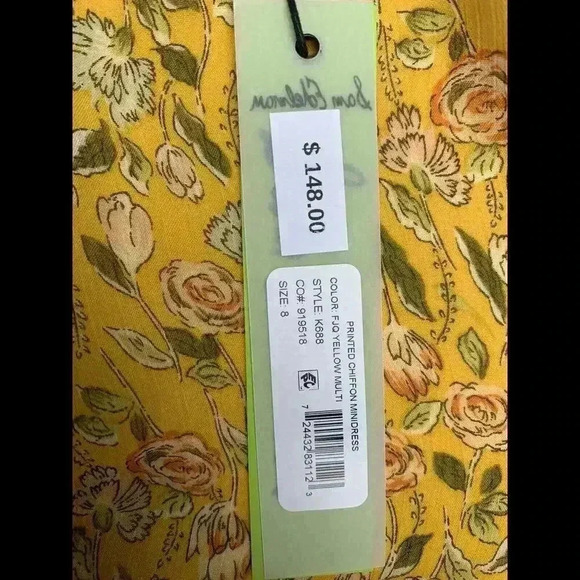 Sam Edelman
$ 148.00
PRINTED CHIFFON MINIDRESS
COLOR: FJQ YELLOW MULTI
STYLE: K688
CO#: 919518
SIZE: 8
7 24432 83112 3